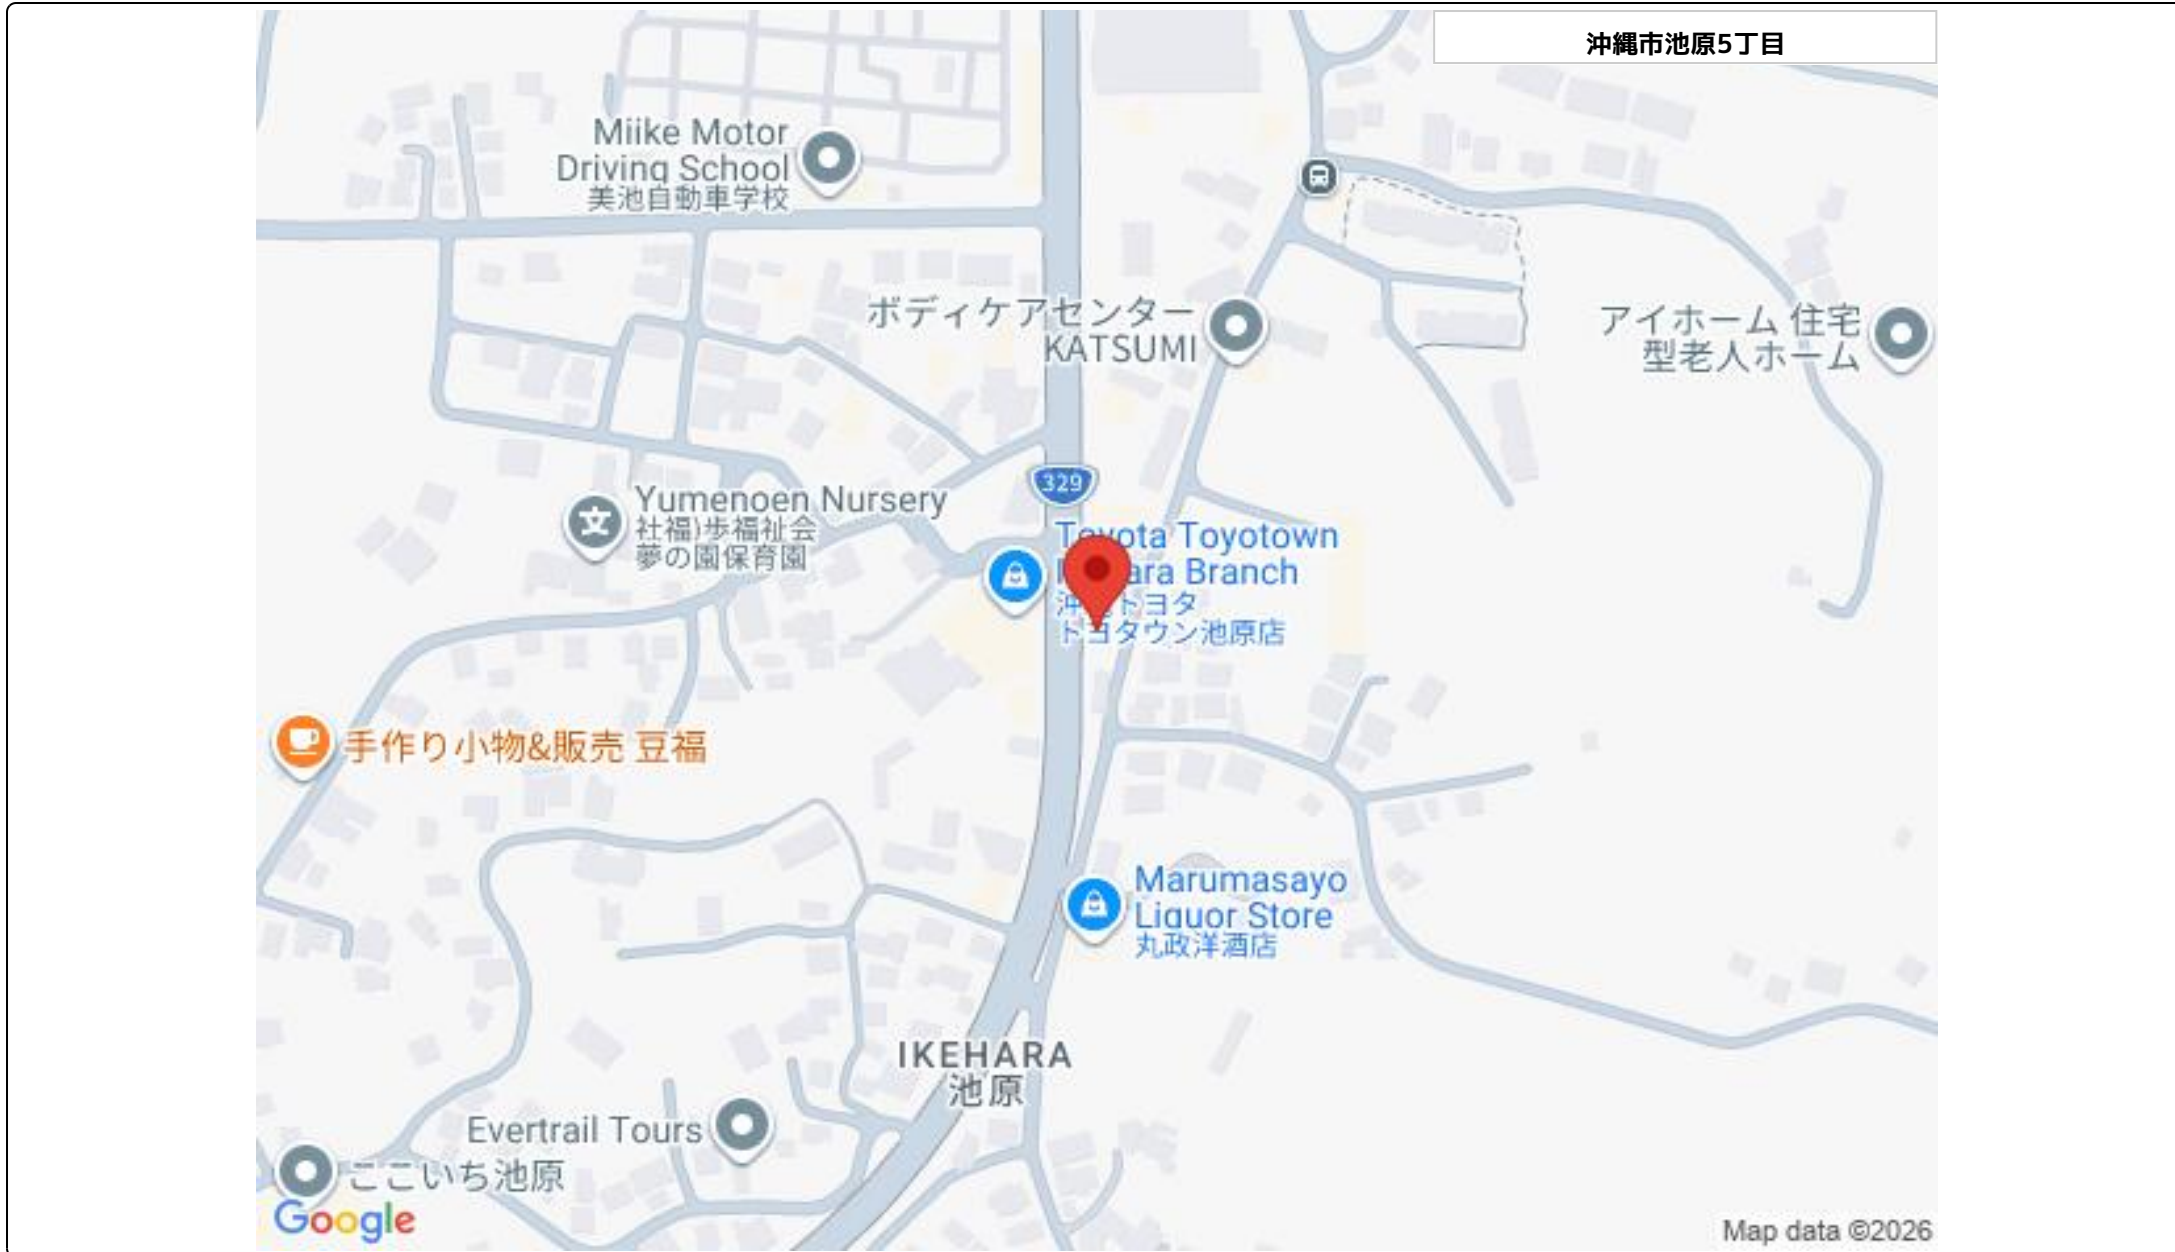 沖縄市池原5丁目
Miike Motor
Driving School
美池自動車学校
ボディケアセンター
KATSUMI
アイホーム 住宅
型老人ホーム
329
Yumenoen Nursery
社福)歩福祉会
夢の園保育園
Toyota Toyotown
ara Branch
トヨタ
トヨタウン池原店
手作り小物&販売 豆福
Marumasayo
Liquor Store
丸政洋酒店
IKEHARA
池原
Evertrail Tours
ここいち池原
Google
Map data ©2026